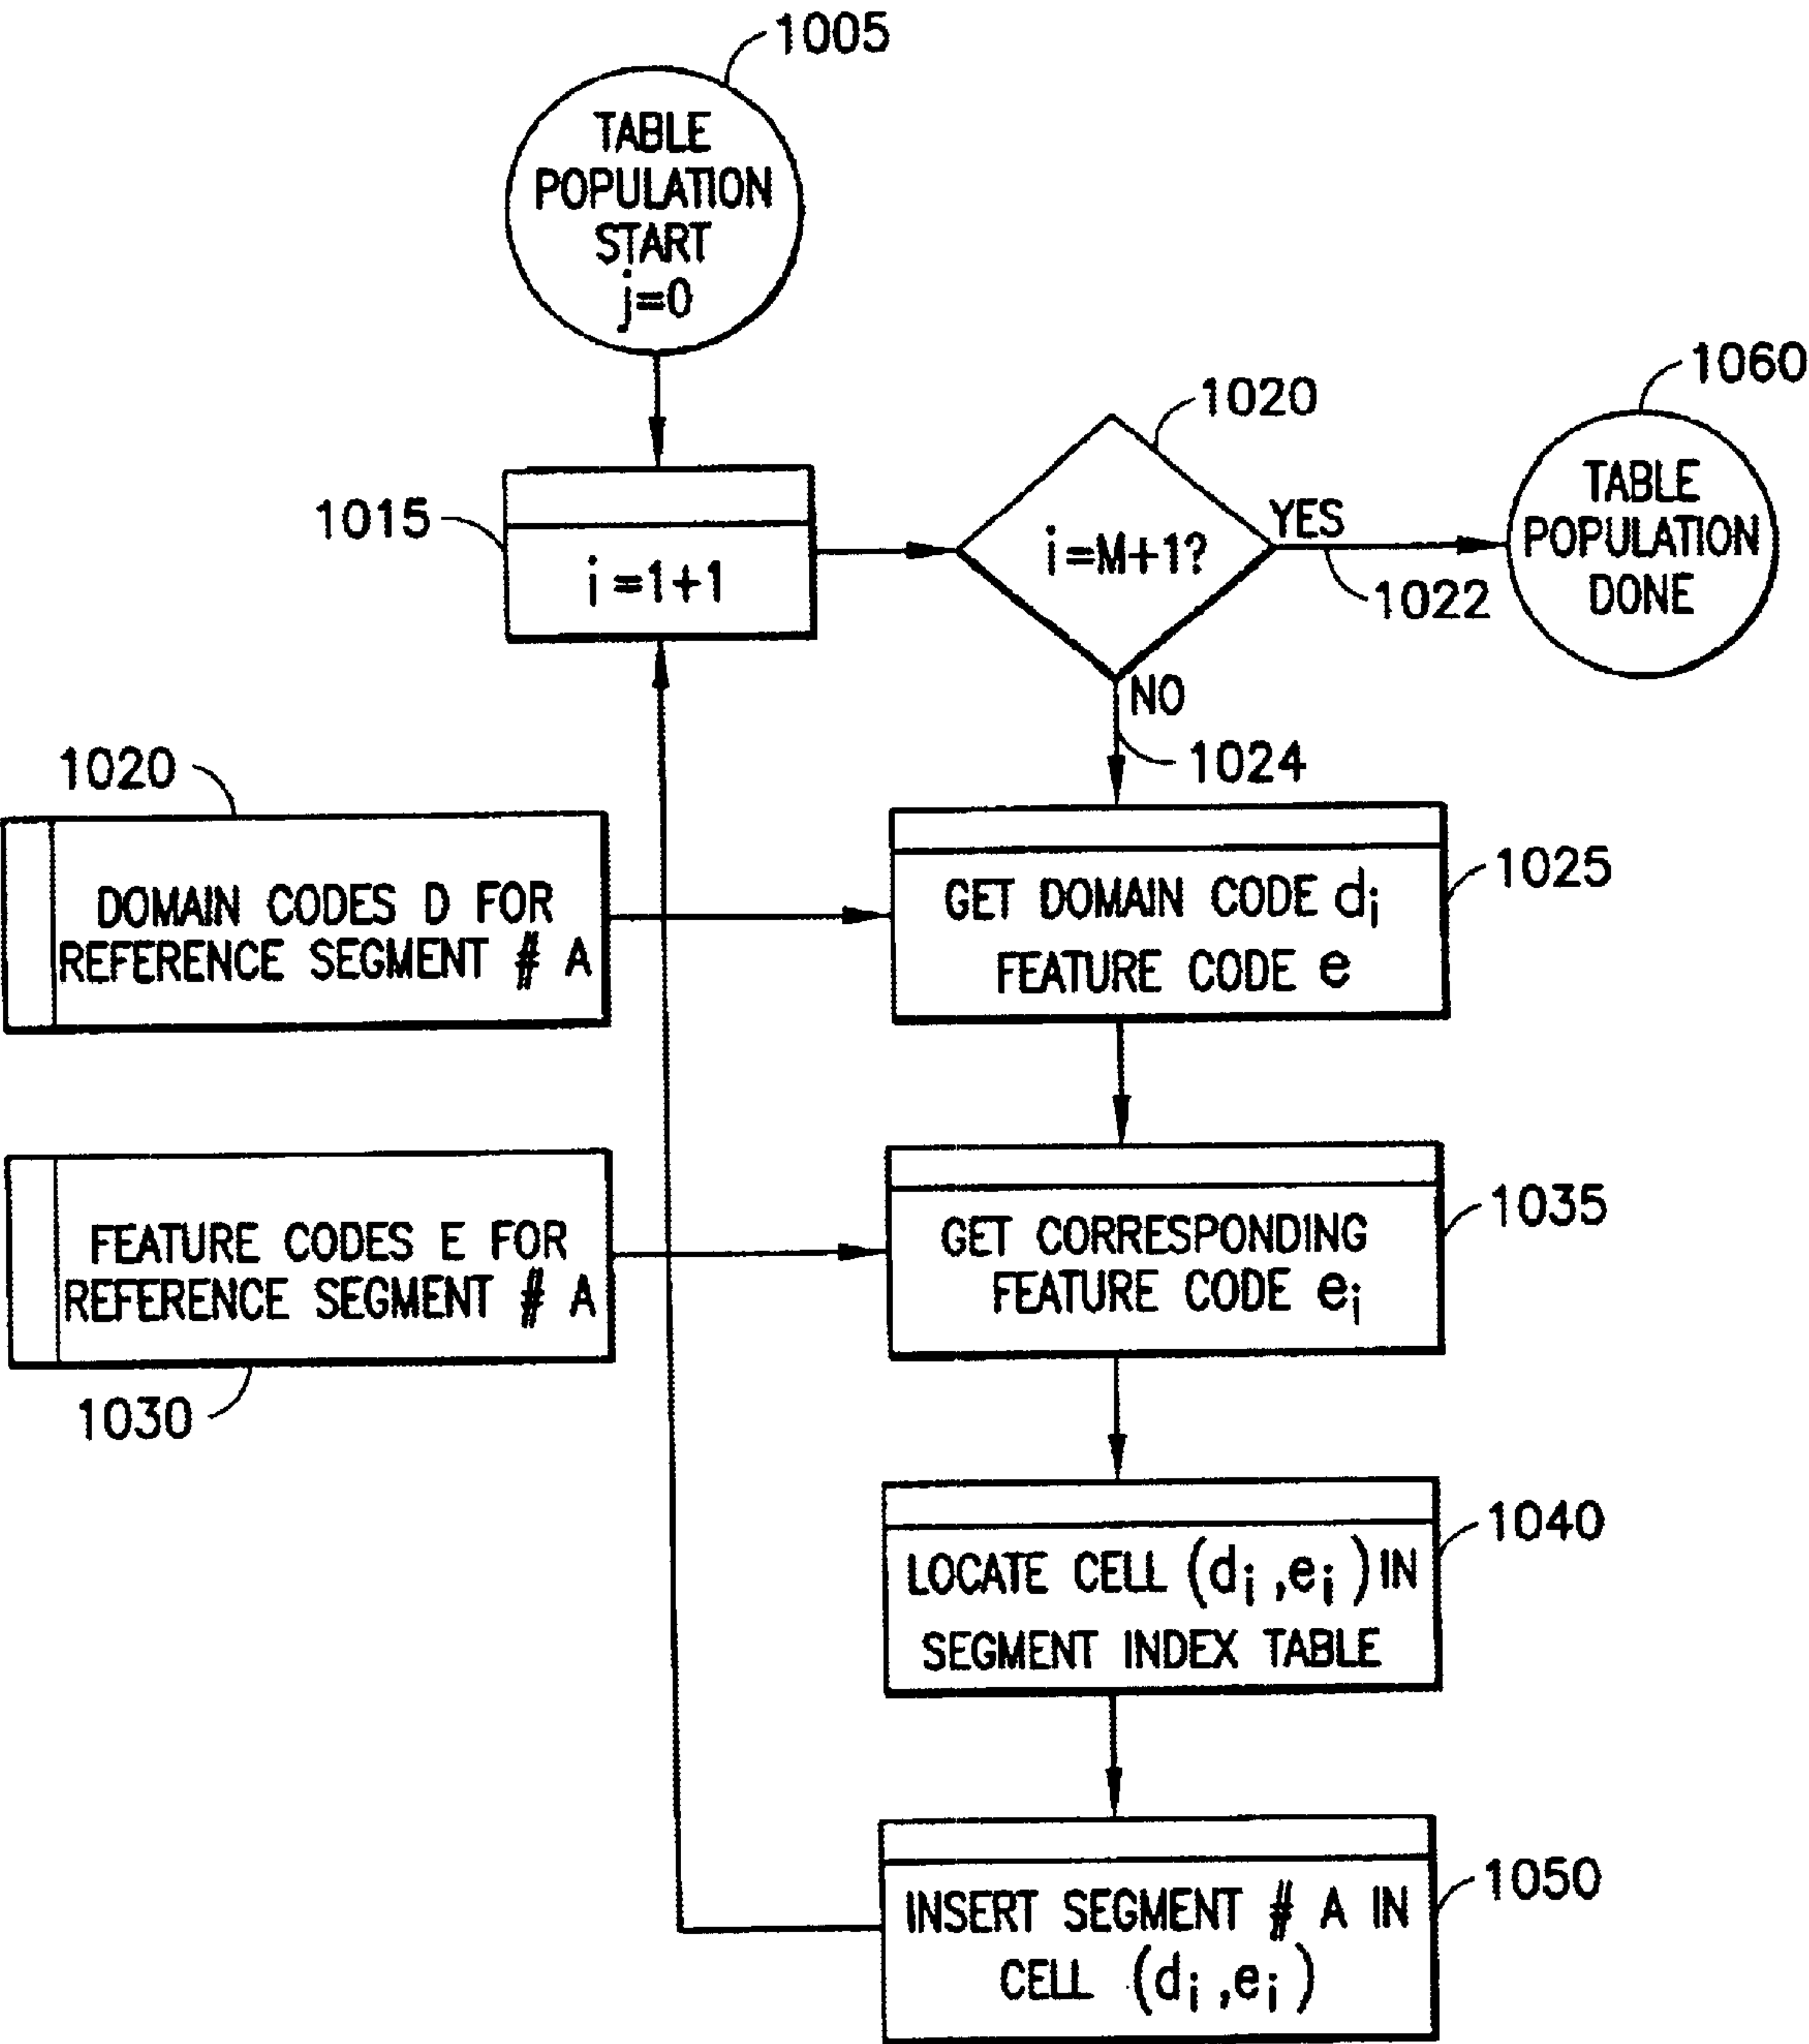 1005
TABLE
POPULATION
START
j=0
1060
1020
TABLE
POPULATION
DONE
YES
1022
1015
i=1+1
i=M+1?
NO
1024
1020
DOMAIN CODES D FOR
REFERENCE SEGMENT # A
1025
GET DOMAIN CODE di
FEATURE CODE e
1035
FEATURE CODES E FOR
REFERENCE SEGMENT # A
GET CORRESPONDING
FEATURE CODE ei
1030
1040
LOCATE CELL (di,ei) IN
SEGMENT INDEX TABLE
1050
INSERT SEGMENT # A IN
CELL (di,ei)